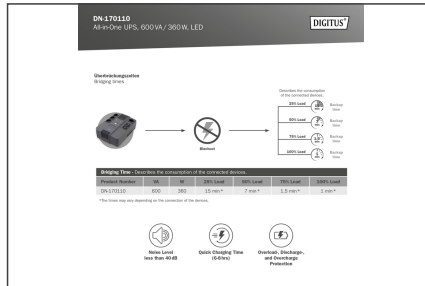 DN-170110
All-in-One UPS, 600 VA / 360 W, LED
DIGITUS®
Überbrückungszeiten
Bridging times
Describes the consumption
of the connected devices.
25% Load
Backup
time
50% Load
Backup
time
75% Load
Backup
time
100% Load
Backup
time
Blackout
Bridging Time - Describes the consumption of the connected devices.
Product Number VA W 25% Load 50% Load 75% Load 100% Load
DN-170110 600 360 15 min* 7 min* 1.5 min* 1 min*
*The times may vary depending on the connection of the devices.
Noise Level
less than 40 dB
Quick Charging Time
(6-8hrs)
Overload-, Discharge-,
and Overcharge
Protection